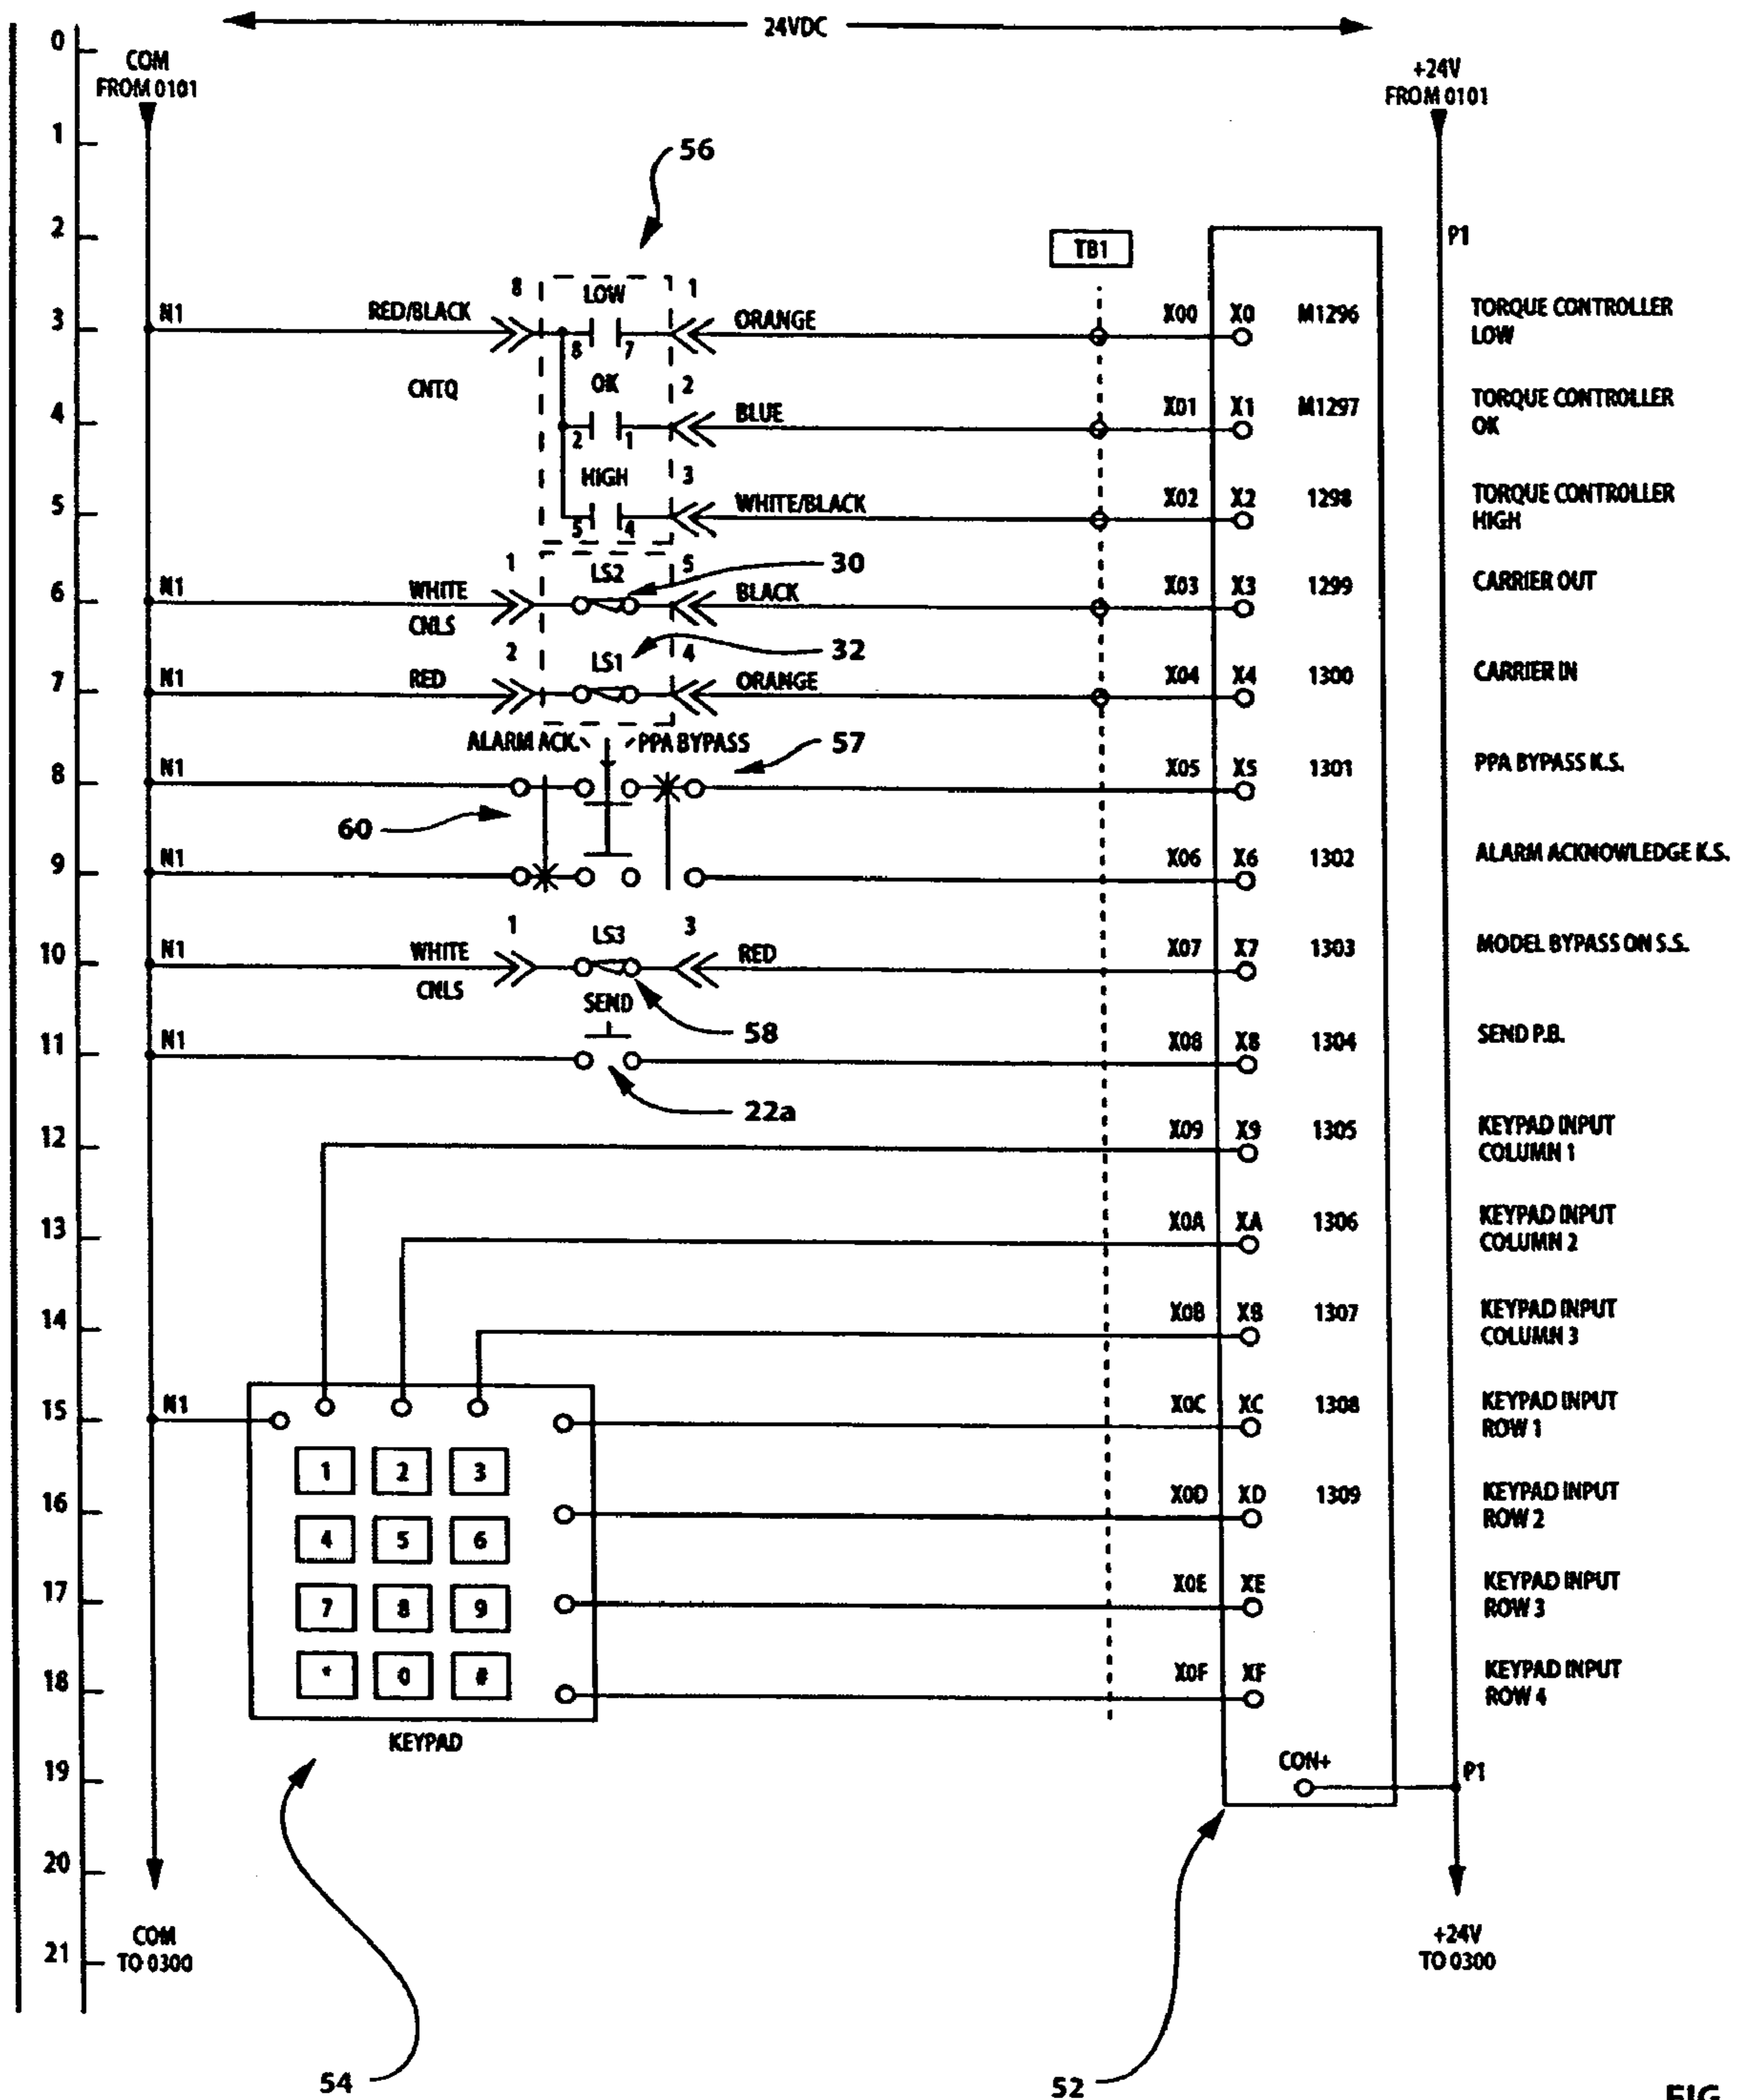 24VDC
0
COM
FROM 0101
+24V
FROM 0101
1
56
2
TB1
P1
8 LOW 1
3 N1 RED/BLACK ORANGE X00 X0 M1296 TORQUE CONTROLLER
LOW
8 7
CNTQ OK 2
4 BLUE X01 X1 M1297 TORQUE CONTROLLER
OK
2 1
HIGH 3
5 WHITE/BLACK X02 X2 1298 TORQUE CONTROLLER
HIGH
5 4
1 LS2 5 30
6 N1 WHITE BLACK X03 X3 1299 CARRIER OUT
CNLS
2 LS1 4 32
7 N1 RED ORANGE X04 X4 1300 CARRIER IN
ALARM ACK. PPA BYPASS 57
8 N1 X05 X5 1301 PPA BYPASS K.S.
60
9 N1 X06 X6 1302 ALARM ACKNOWLEDGE K.S.
1 LS3 3
10 N1 WHITE RED X07 X7 1303 MODEL BYPASS ON S.S.
CNLS SEND 58
11 N1 X08 X8 1304 SEND P.B.
22a
12 X09 X9 1305 KEYPAD INPUT
COLUMN 1
13 X0A XA 1306 KEYPAD INPUT
COLUMN 2
14 X0B XB 1307 KEYPAD INPUT
COLUMN 3
15 N1 X0C XC 1308 KEYPAD INPUT
ROW 1
1 2 3
16 X0D XD 1309 KEYPAD INPUT
ROW 2
4 5 6
17 X0E XE KEYPAD INPUT
ROW 3
7 8 9
18 X0F XF KEYPAD INPUT
ROW 4
* 0 #
KEYPAD
19 CON+ P1
20
COM
TO 0300
+24V
TO 0300
21
54
52
FIG